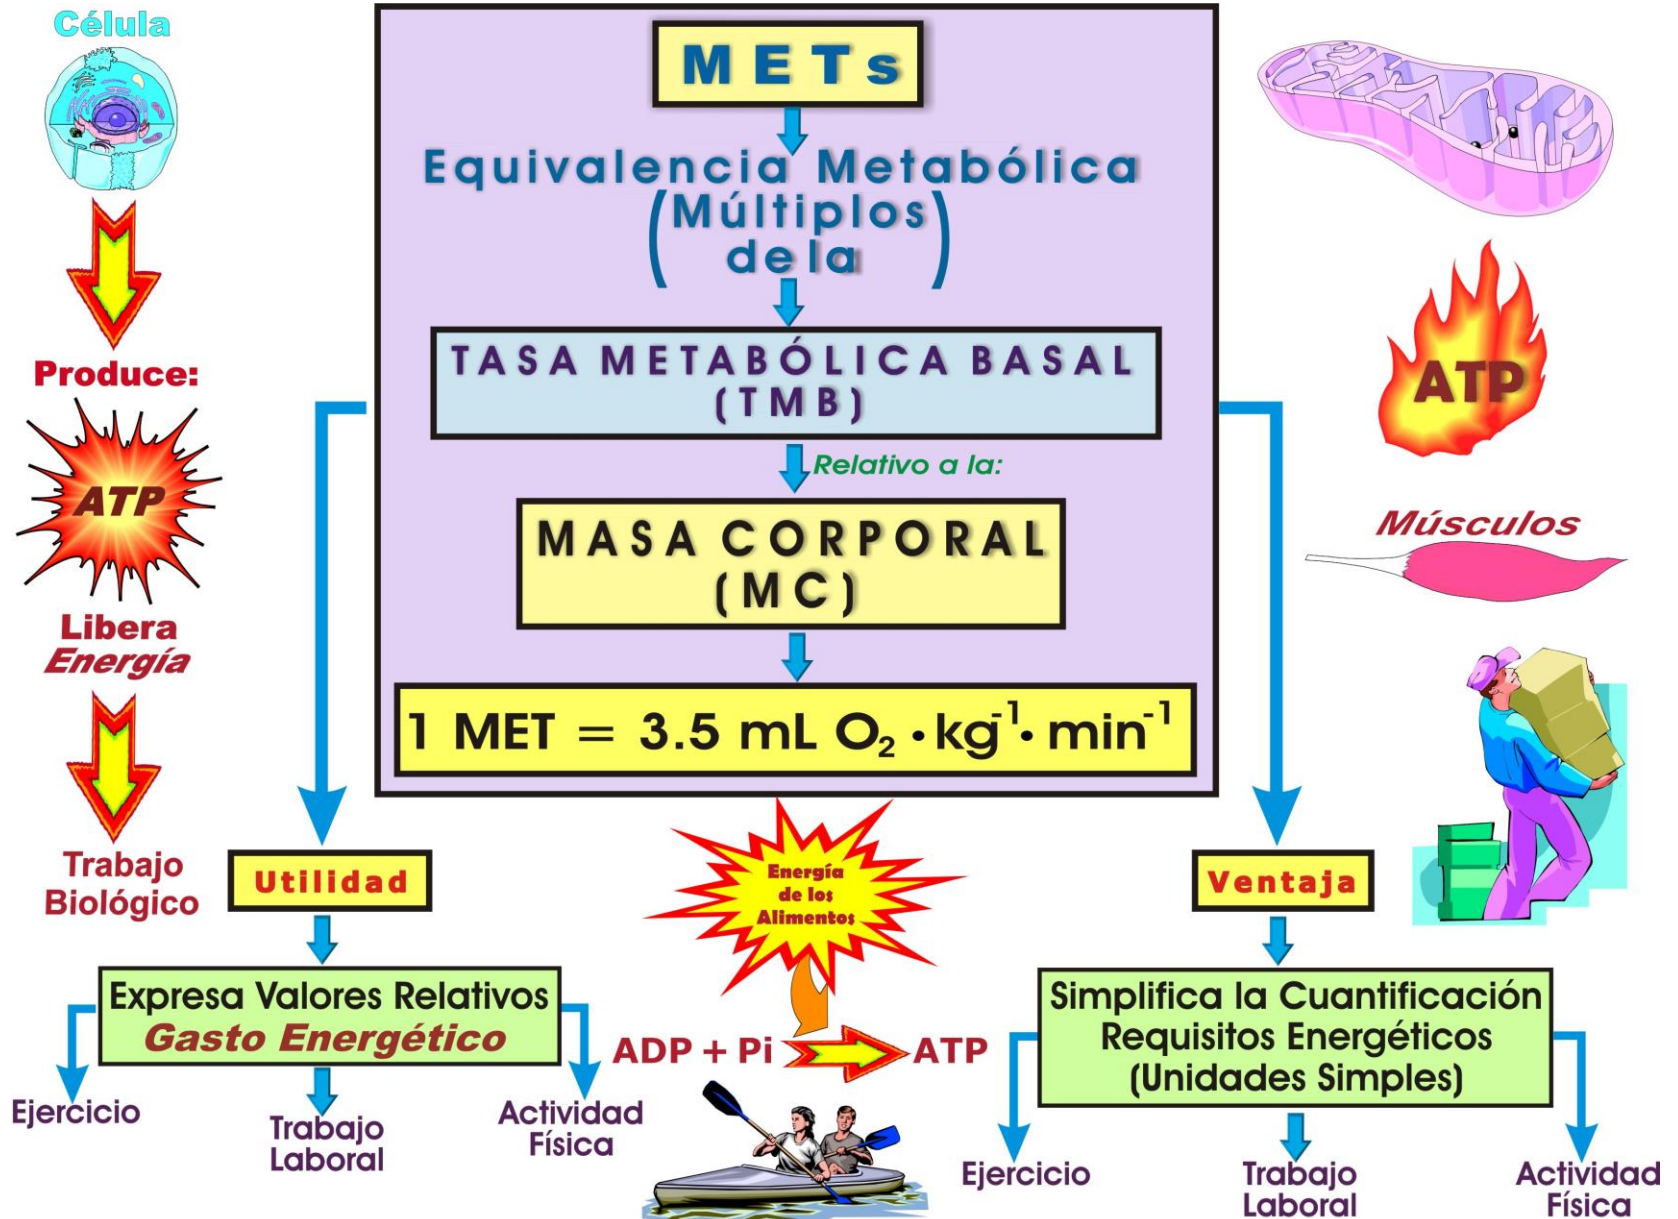 Célula
Produce:
ATP
Libera
Energía
Trabajo
Biológico
METs
Equivalencia Metabólica
(Múltiplos
de la)
TASA METABÓLICA BASAL
(TMB)
Relativo a la:
MASA CORPORAL
(MC)
1 MET = 3.5 mL O₂ · kg⁻¹ · min⁻¹
ATP
Músculos
Utilidad
Expresa Valores Relativos
Gasto Energético
Ejercicio
Trabajo
Laboral
Actividad
Física
Energía
de los
Alimentos
ADP + Pi
ATP
Ventaja
Simplifica la Cuantificación
Requisitos Energéticos
(Unidades Simples)
Ejercicio
Trabajo
Laboral
Actividad
Física